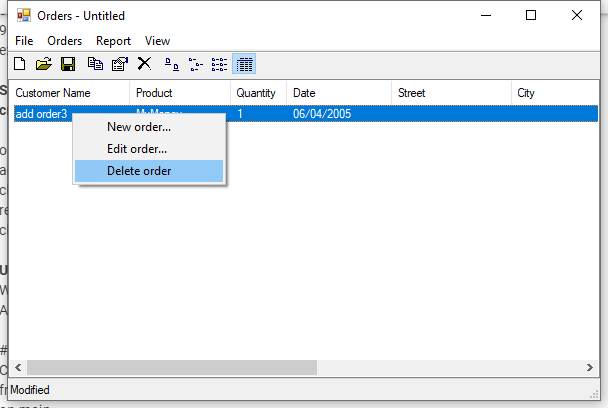 Orders - Untitled
File Orders Report View
Customer Name Product Quantity Date Street City
add order3 MyMoney 1 06/04/2005
New order...
Edit order...
Delete order
Modified